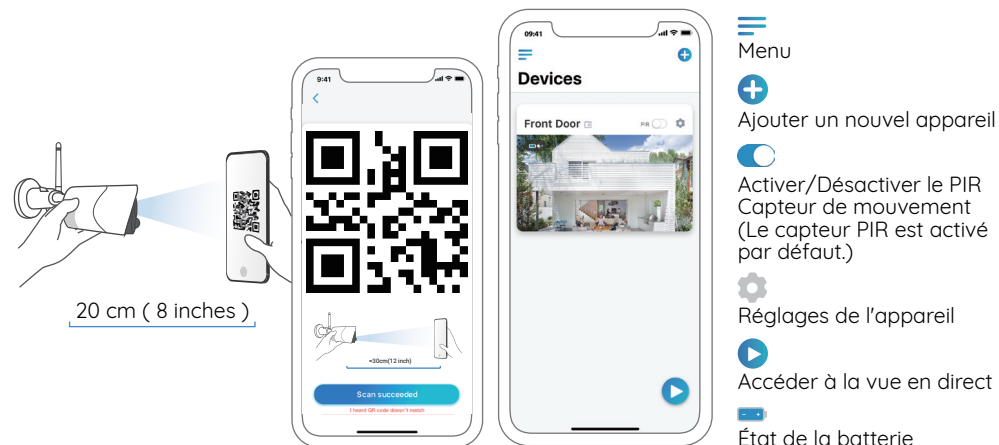 20 cm ( 8 inches )
9:41
≈30cm(12 inch)
Scan succeeded
I heard QR code doesn't match
09:41
Devices
Front Door
PIR
Menu
Ajouter un nouvel appareil
Activer/Désactiver le PIR
Capteur de mouvement
(Le capteur PIR est activé
par défaut.)
Réglages de l'appareil
Accéder à la vue en direct
État de la batterie